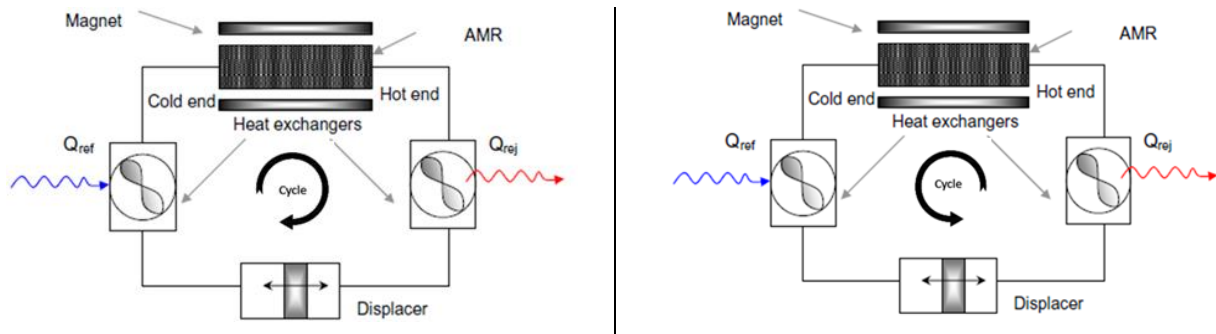 Magnet
AMR
Cold end
Hot end
Heat exchangers
Qref
Qrej
Cycle
Displacer
Magnet
AMR
Cold end
Hot end
Heat exchangers
Qref
Qrej
Cycle
Displacer